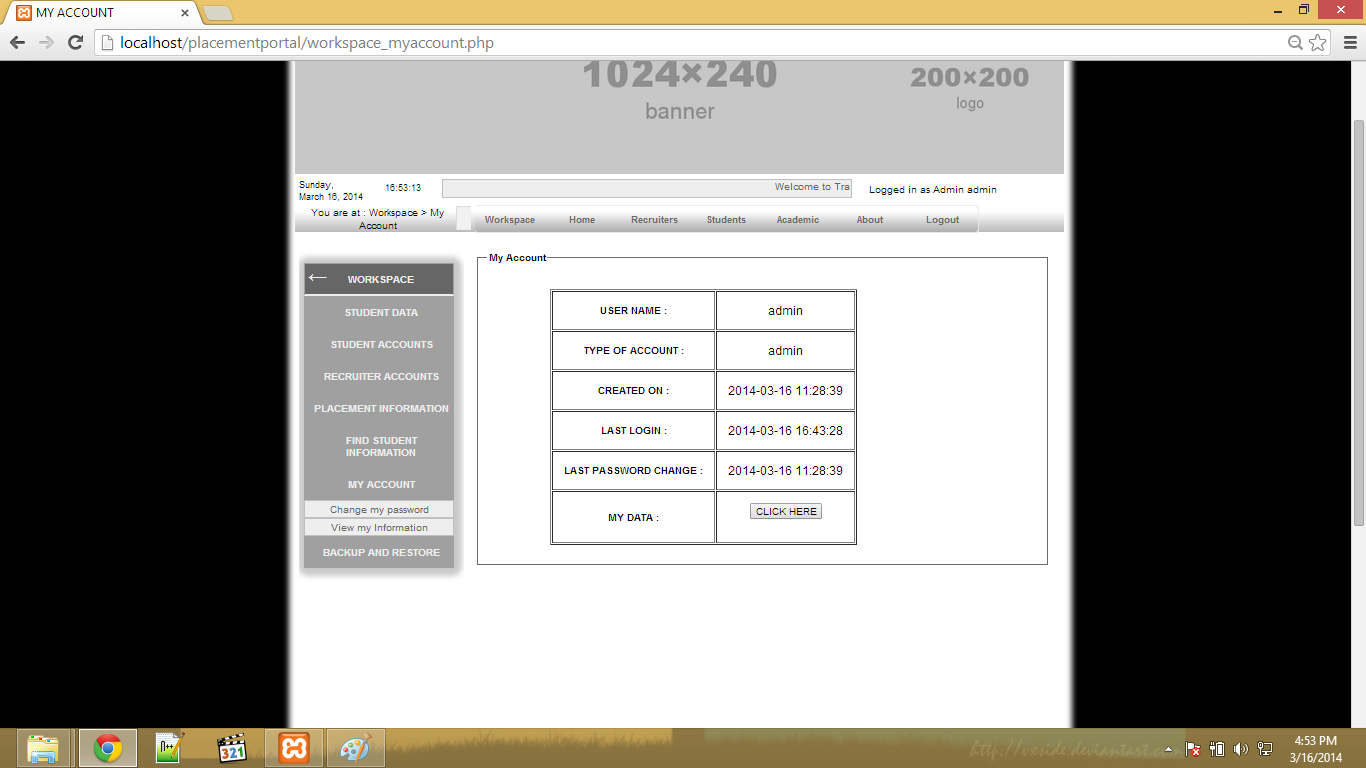 MY ACCOUNT
localhost/placementportal/workspace_myaccount.php
1024×240
banner
200×200
logo
Sunday,
March 16, 2014
16:53:13
Welcome to Tra
Logged in as Admin admin
You are at : Workspace > My
Account
Workspace Home Recruiters Students Academic About Logout
WORKSPACE
STUDENT DATA
STUDENT ACCOUNTS
RECRUITER ACCOUNTS
PLACEMENT INFORMATION
FIND STUDENT
INFORMATION
MY ACCOUNT
Change my password
View my Information
BACKUP AND RESTORE
My Account
USER NAME : admin
TYPE OF ACCOUNT : admin
CREATED ON : 2014-03-16 11:28:39
LAST LOGIN : 2014-03-16 16:43:28
LAST PASSWORD CHANGE : 2014-03-16 11:28:39
MY DATA : CLICK HERE
321
4:53 PM
3/16/2014